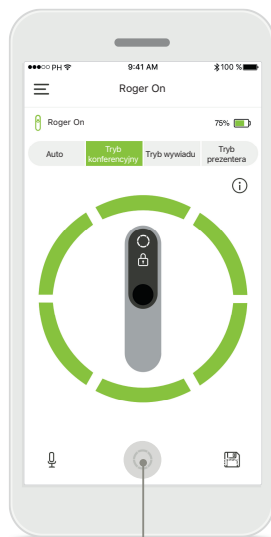 PH 9:41 AM 100 %
Roger On
Roger On 75%
Auto Tryb konferencyjny Tryb wywiadu Tryb prezentera